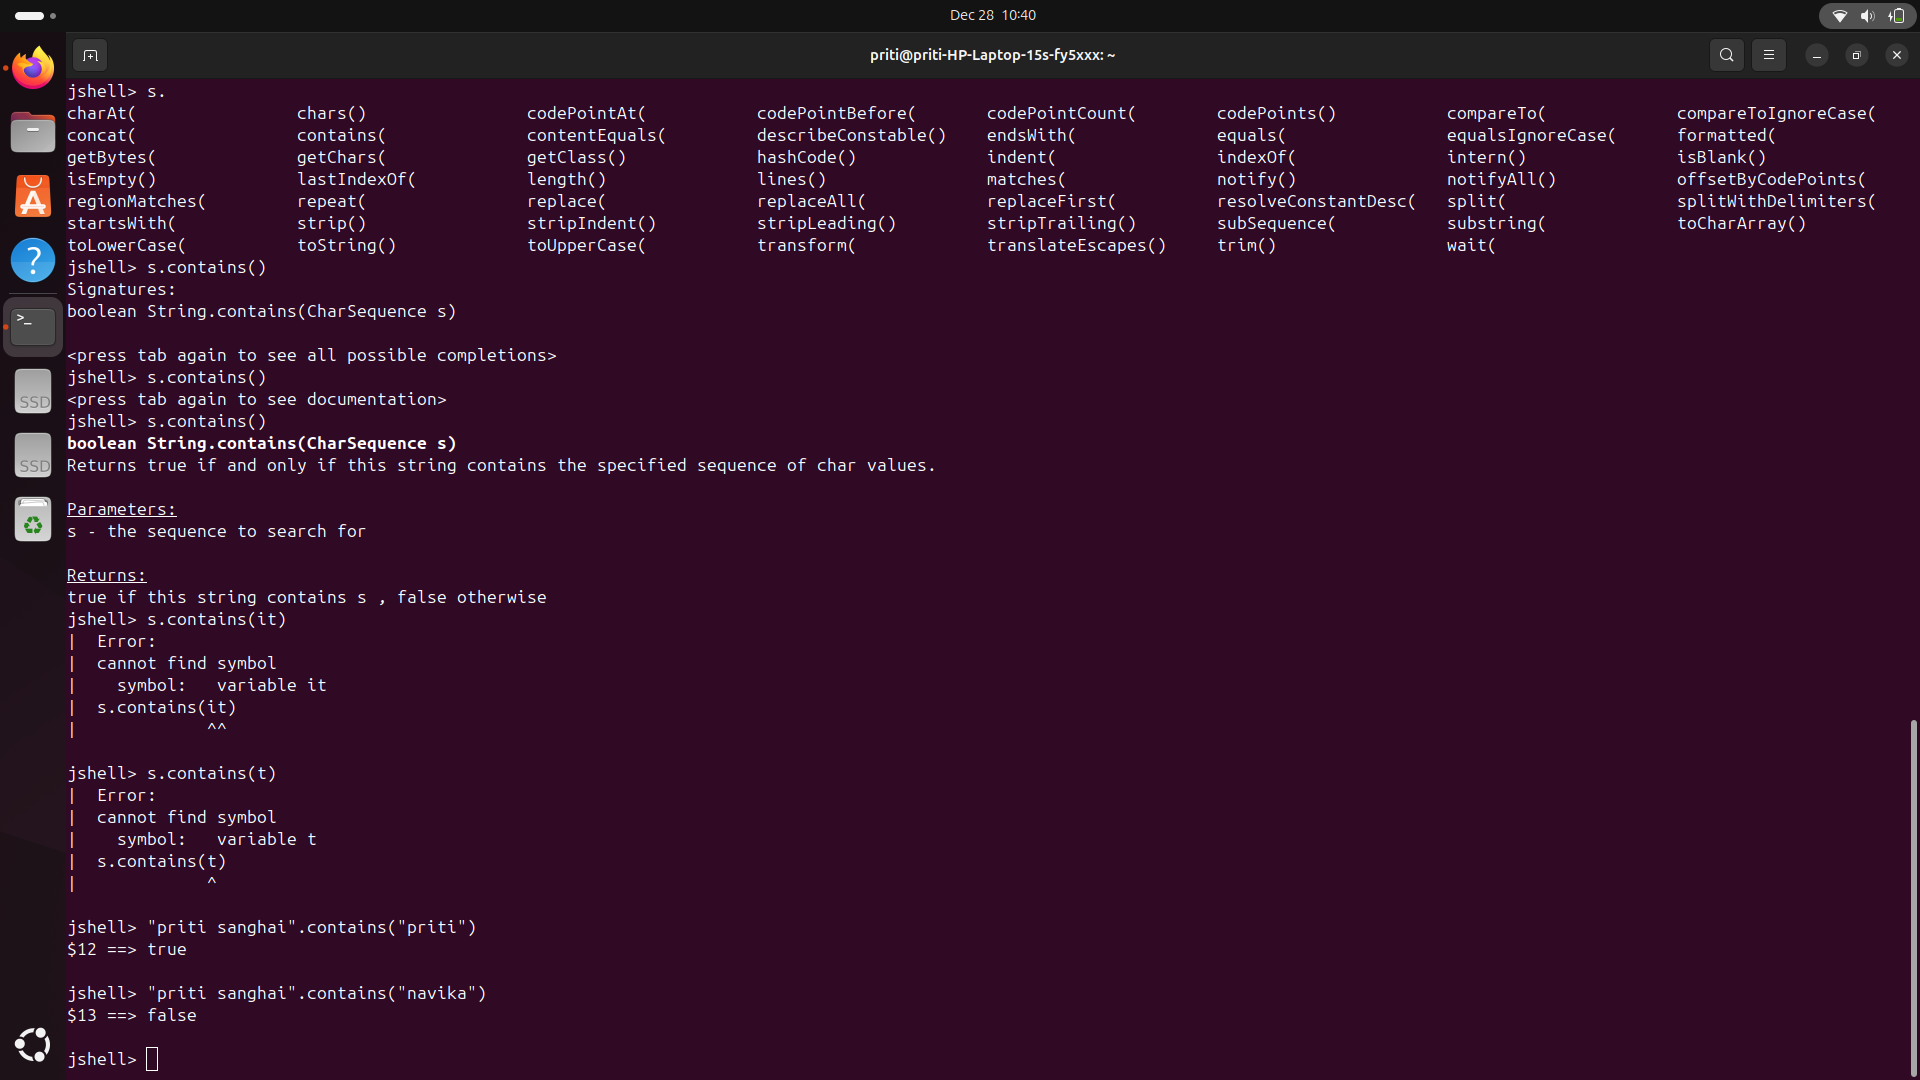 Dec 28 10:40
priti@priti-HP-Laptop-15s-fy5xxx: ~
jshell> s.
charAt( chars() codePointAt( codePointBefore( codePointCount( codePoints() compareTo( compareToIgnoreCase(
concat( contains( contentEquals( describeConstable() endsWith( equals( equalsIgnoreCase( formatted(
getBytes( getChars( getClass() hashCode() indent( indexOf( intern() isBlank()
isEmpty() lastIndexOf( length() lines() matches( notify() notifyAll() offsetByCodePoints(
regionMatches( repeat( replace( replaceAll( replaceFirst( resolveConstantDesc( split( splitWithDelimiters(
startsWith( strip() stripIndent() stripLeading() stripTrailing() subSequence( substring( toCharArray()
toLowerCase( toString() toUpperCase( transform( translateEscapes() trim() wait(
jshell> s.contains()
Signatures:
boolean String.contains(CharSequence s)
<press tab again to see all possible completions>
jshell> s.contains()
<press tab again to see documentation>
jshell> s.contains()
boolean String.contains(CharSequence s)
Returns true if and only if this string contains the specified sequence of char values.
Parameters:
s - the sequence to search for
Returns:
true if this string contains s , false otherwise
jshell> s.contains(it)
| Error:
| cannot find symbol
| symbol: variable it
| s.contains(it)
| ^^
jshell> s.contains(t)
| Error:
| cannot find symbol
| symbol: variable t
| s.contains(t)
| ^
jshell> "priti sanghai".contains("priti")
$12 ==> true
jshell> "priti sanghai".contains("navika")
$13 ==> false
jshell>
SSD
SSD